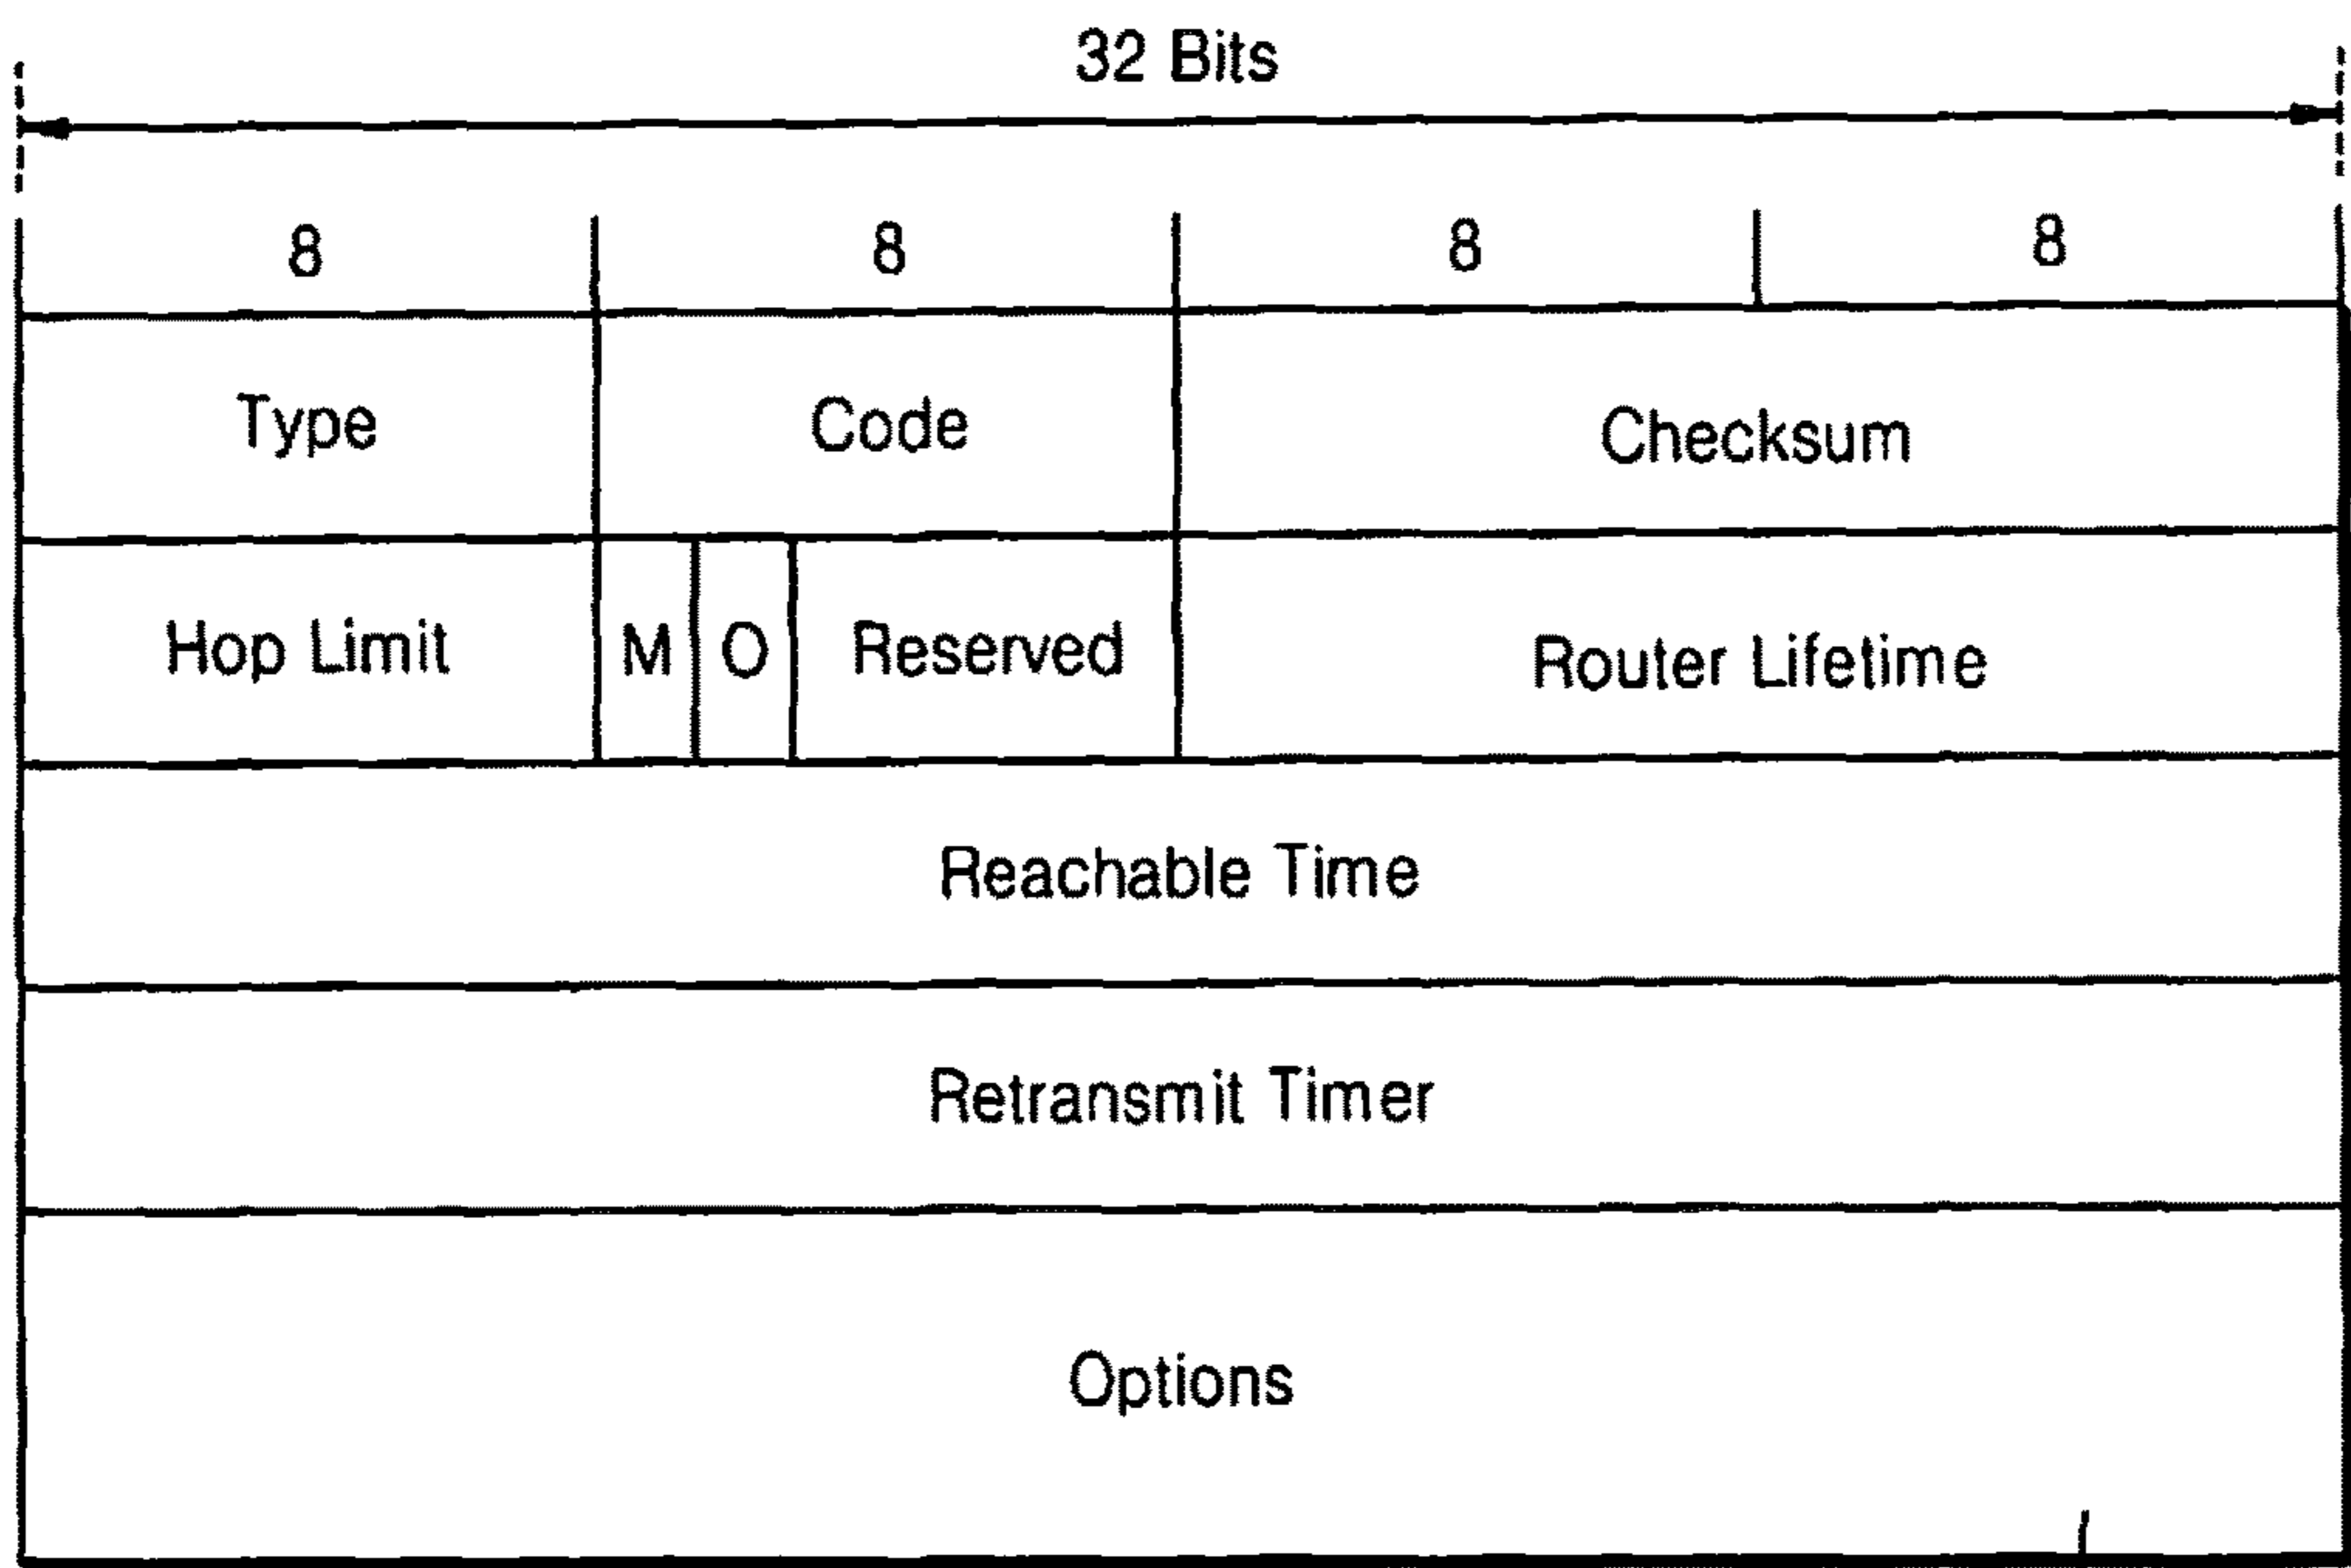 32 Bits
8 8 8 8
Type Code Checksum
Hop Limit M O Reserved Router Lifetime
Reachable Time
Retransmit Timer
Options